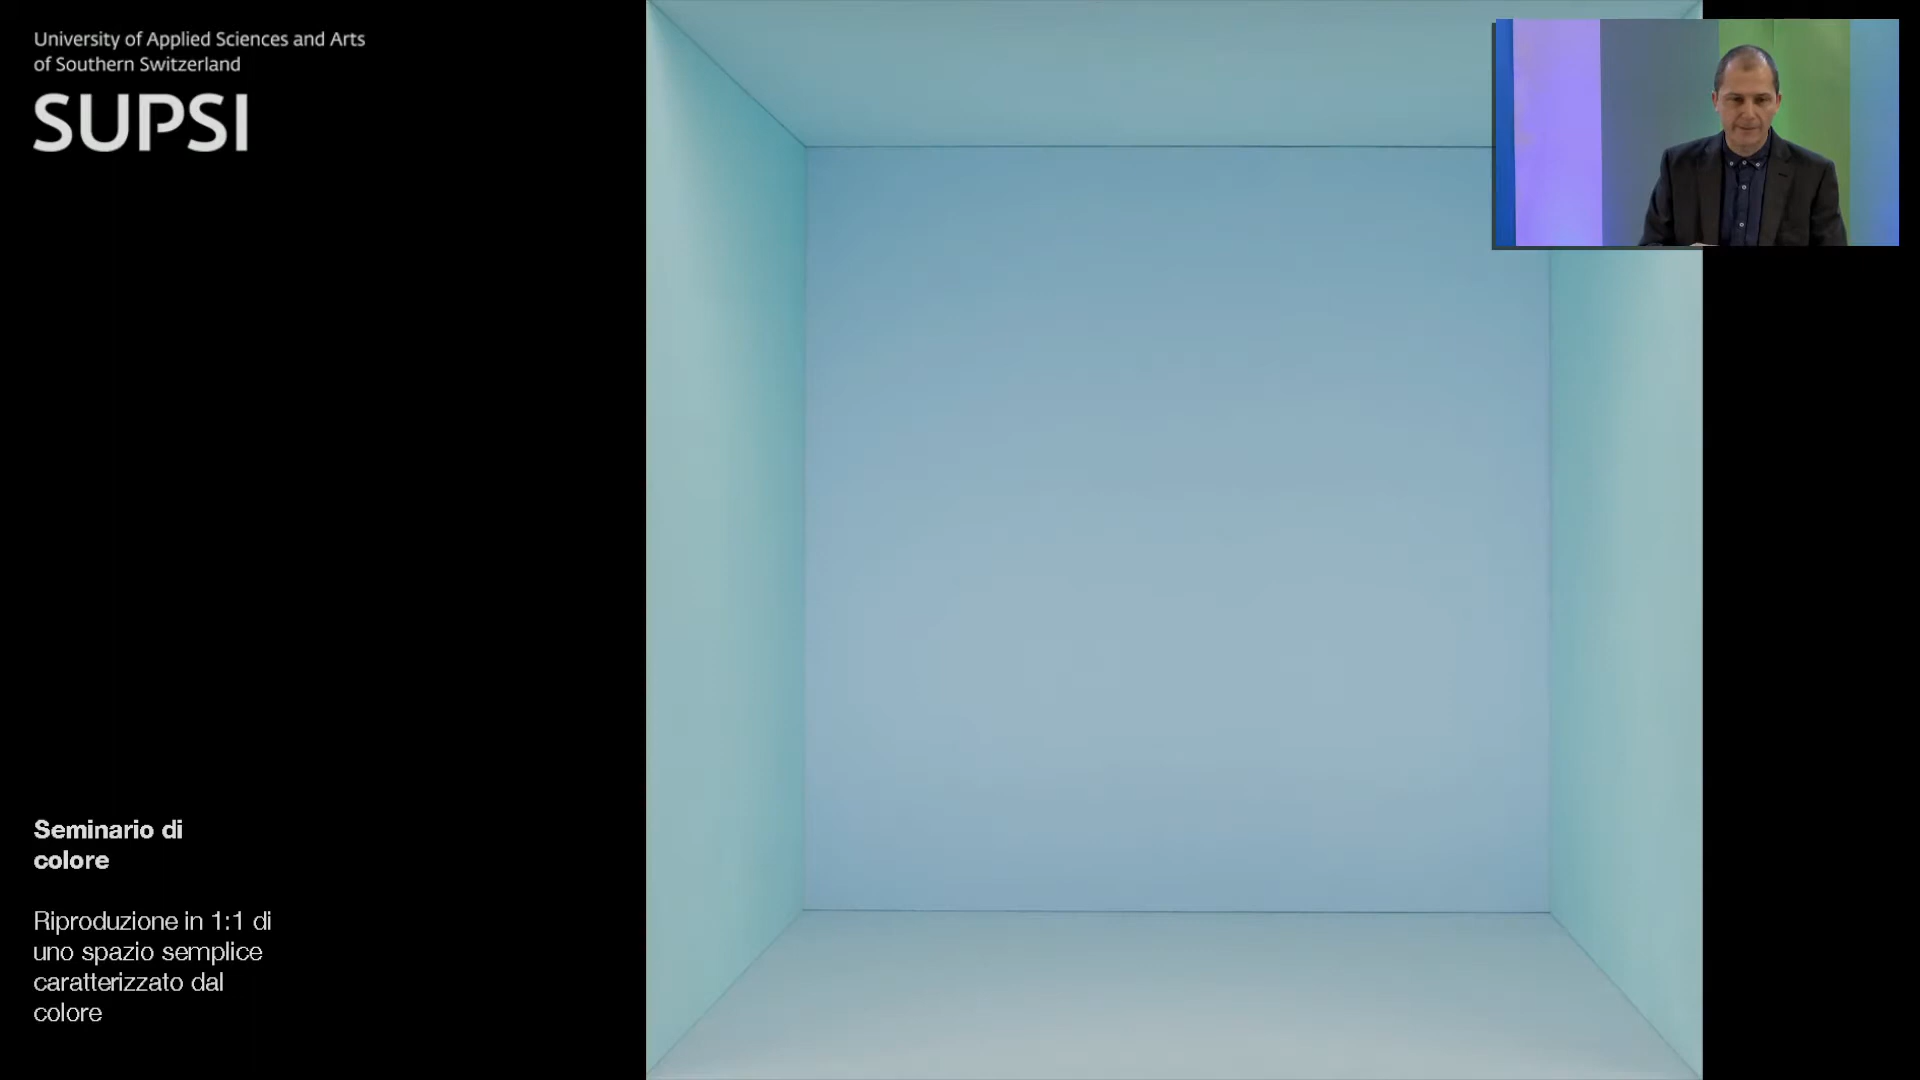 University of Applied Sciences and Arts
of Southern Switzerland
SUPSI
Seminario di
colore
Riproduzione in 1:1 di
uno spazio semplice
caratterizzato dal
colore